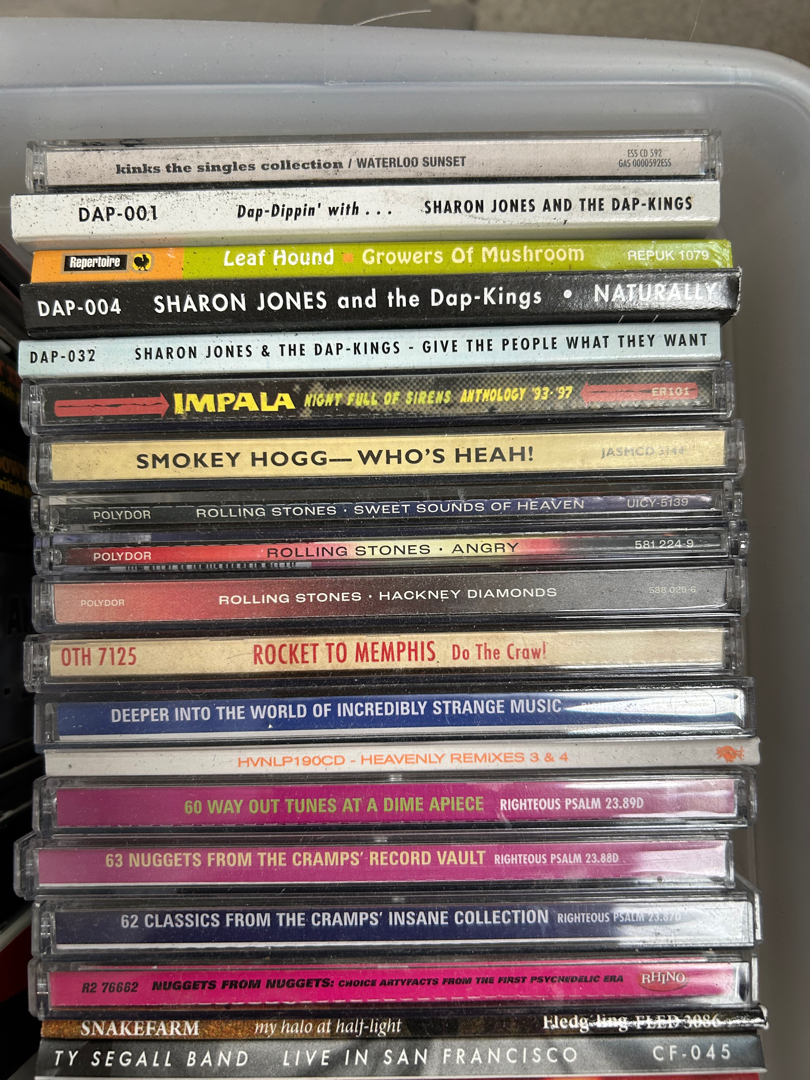 kinks the singles collection / WATERLOO SUNSET ESS CD 592
GAS 0000592ESS
DAP-001 Dap-Dippin' with . . . SHARON JONES AND THE DAP-KINGS
Repertoire Leaf Hound Growers Of Mushroom REPUK 1079
DAP-004 SHARON JONES and the Dap-Kings • NATURALLY
DAP-032 SHARON JONES & THE DAP-KINGS - GIVE THE PEOPLE WHAT THEY WANT
IMPALA NIGHT FULL OF SIRENS ANTHOLOGY '93-'97 ER101
SMOKEY HOGG—WHO'S HEAH! JASMCD 3144
POLYDOR ROLLING STONES · SWEET SOUNDS OF HEAVEN UICY-5139
POLYDOR ROLLING STONES · ANGRY 581 224-9
POLYDOR ROLLING STONES · HACKNEY DIAMONDS
OTH 7125 ROCKET TO MEMPHIS Do The Craw!
DEEPER INTO THE WORLD OF INCREDIBLY STRANGE MUSIC
HVNLP190CD - HEAVENLY REMIXES 3 & 4
60 WAY OUT TUNES AT A DIME APIECE RIGHTEOUS PSALM 23.89D
63 NUGGETS FROM THE CRAMPS' RECORD VAULT RIGHTEOUS PSALM 23.88D
62 CLASSICS FROM THE CRAMPS' INSANE COLLECTION RIGHTEOUS PSALM 23.87D
R2 76662 NUGGETS FROM NUGGETS: CHOICE ARTYFACTS FROM THE FIRST PSYCHEDELIC ERA RHINO
SNAKEFARM my halo at half-light Fledg'ling FLED 3086
TY SEGALL BAND LIVE IN SAN FRANCISCO CF-045